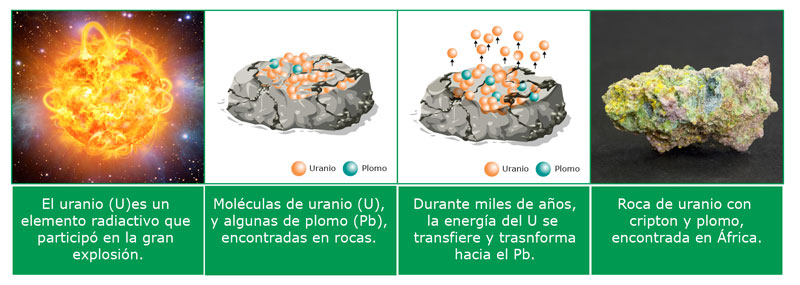 Uranio Plomo
Uranio Plomo
El uranio (U)es un
elemento radiactivo que
participó en la gran
explosión.
Moléculas de uranio (U),
y algunas de plomo (Pb),
encontradas en rocas.
Durante miles de años,
la energía del U se
transfiere y trasnforma
hacia el Pb.
Roca de uranio con
cripton y plomo,
encontrada en África.